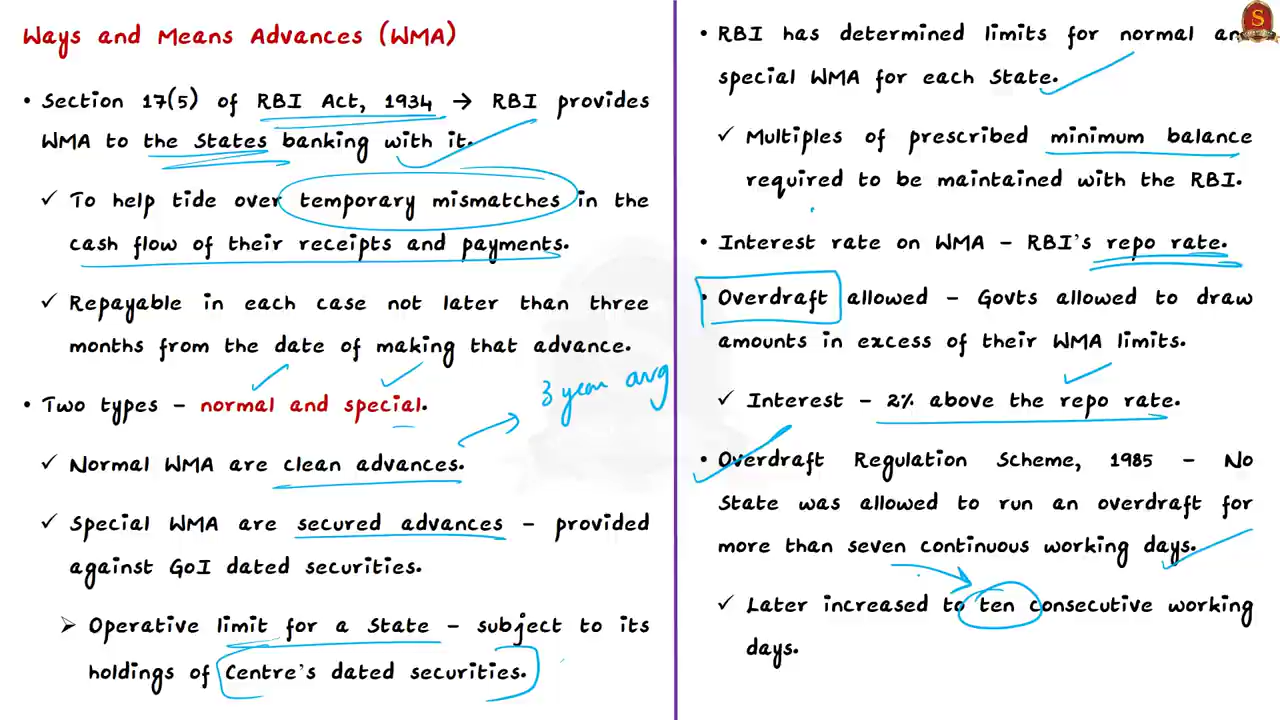 Ways and Means Advances (WMA)
• Section 17(5) of RBI Act, 1934 → RBI provides
WMA to the States banking with it.
✓ To help tide over temporary mismatches in the
cash flow of their receipts and payments.
✓ Repayable in each case not later than three
months from the date of making that advance.
• Two types – normal and special.
3 year avg
✓ Normal WMA are clean advances.
✓ Special WMA are secured advances – provided
against GoI dated securities.
➢ Operative limit for a State – subject to its
holdings of Centre's dated securities.
• RBI has determined limits for normal an
special WMA for each State.
✓ Multiples of prescribed minimum balance
required to be maintained with the RBI.
• Interest rate on WMA – RBI's repo rate.
• Overdraft allowed – Govts allowed to draw
amounts in excess of their WMA limits.
✓ Interest – 2% above the repo rate.
• Overdraft Regulation Scheme, 1985 – No
State was allowed to run an overdraft for
more than seven continuous working days.
✓ Later increased to ten consecutive working
days.
S